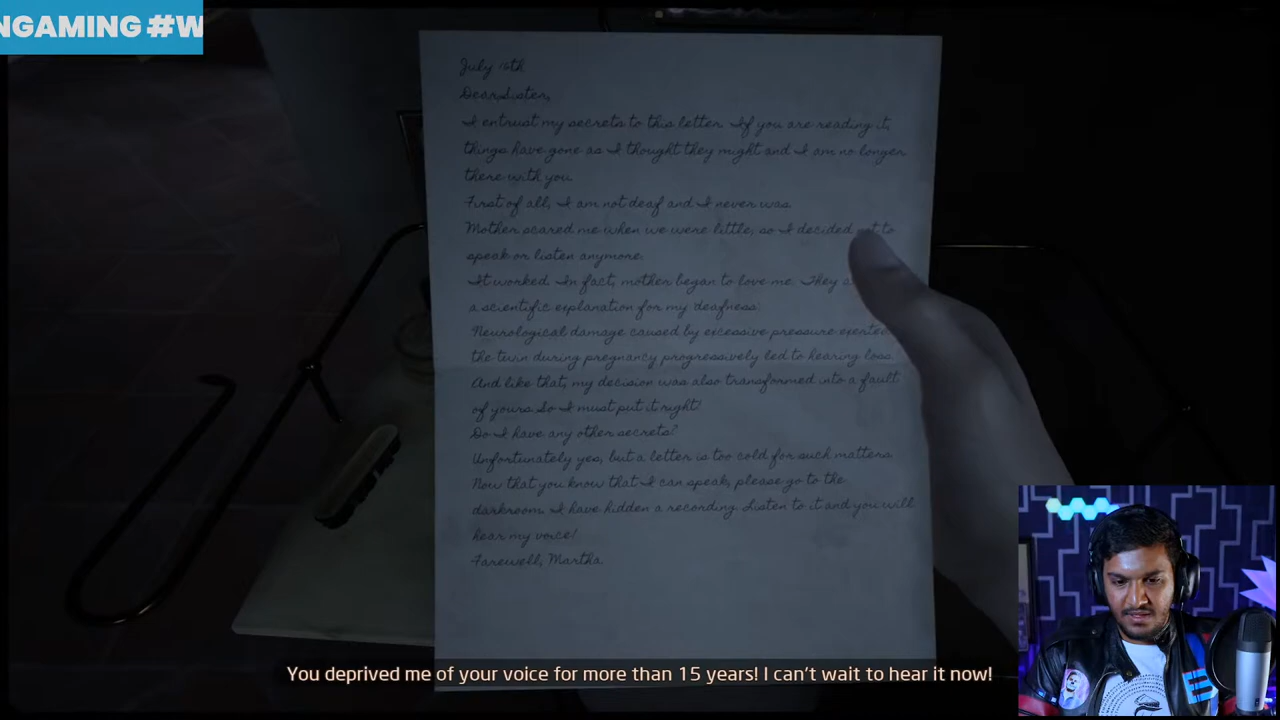 NGAMING #W
July 16th
Dear Sister,
I entrust my secrets to this letter. If you are reading it,
things have gone as I thought they might and I am no longer
there with you.
First of all, I am not deaf and I never was.
Mother scared me when we were little, so I decided not to
speak or listen anymore.
It worked. In fact, mother began to love me. They
a scientific explanation for my deafness:
'Neurological damage caused by excessive pressure exerted
the twin during pregnancy progressively led to hearing loss.'
And like that, my decision was also transformed into a fault
of yours. So I must put it right!
Do I have any other secrets?
Unfortunately yes, but a letter is too cold for such matters.
Now that you know that I can speak, please go to the
darkroom. I have hidden a recording. Listen to it and you will
hear my voice!
Farewell, Martha.
You deprived me of your voice for more than 15 years! I can't wait to hear it now!